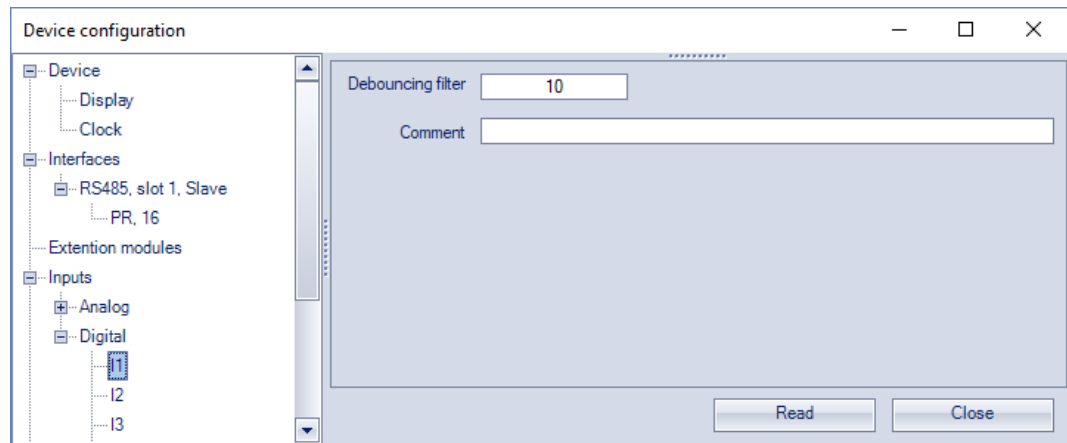 Device configuration
Device
Display
Clock
Interfaces
RS485, slot 1, Slave
PR, 16
Extention modules
Inputs
Analog
Digital
I1
I2
I3
Debouncing filter 10
Comment
Read Close